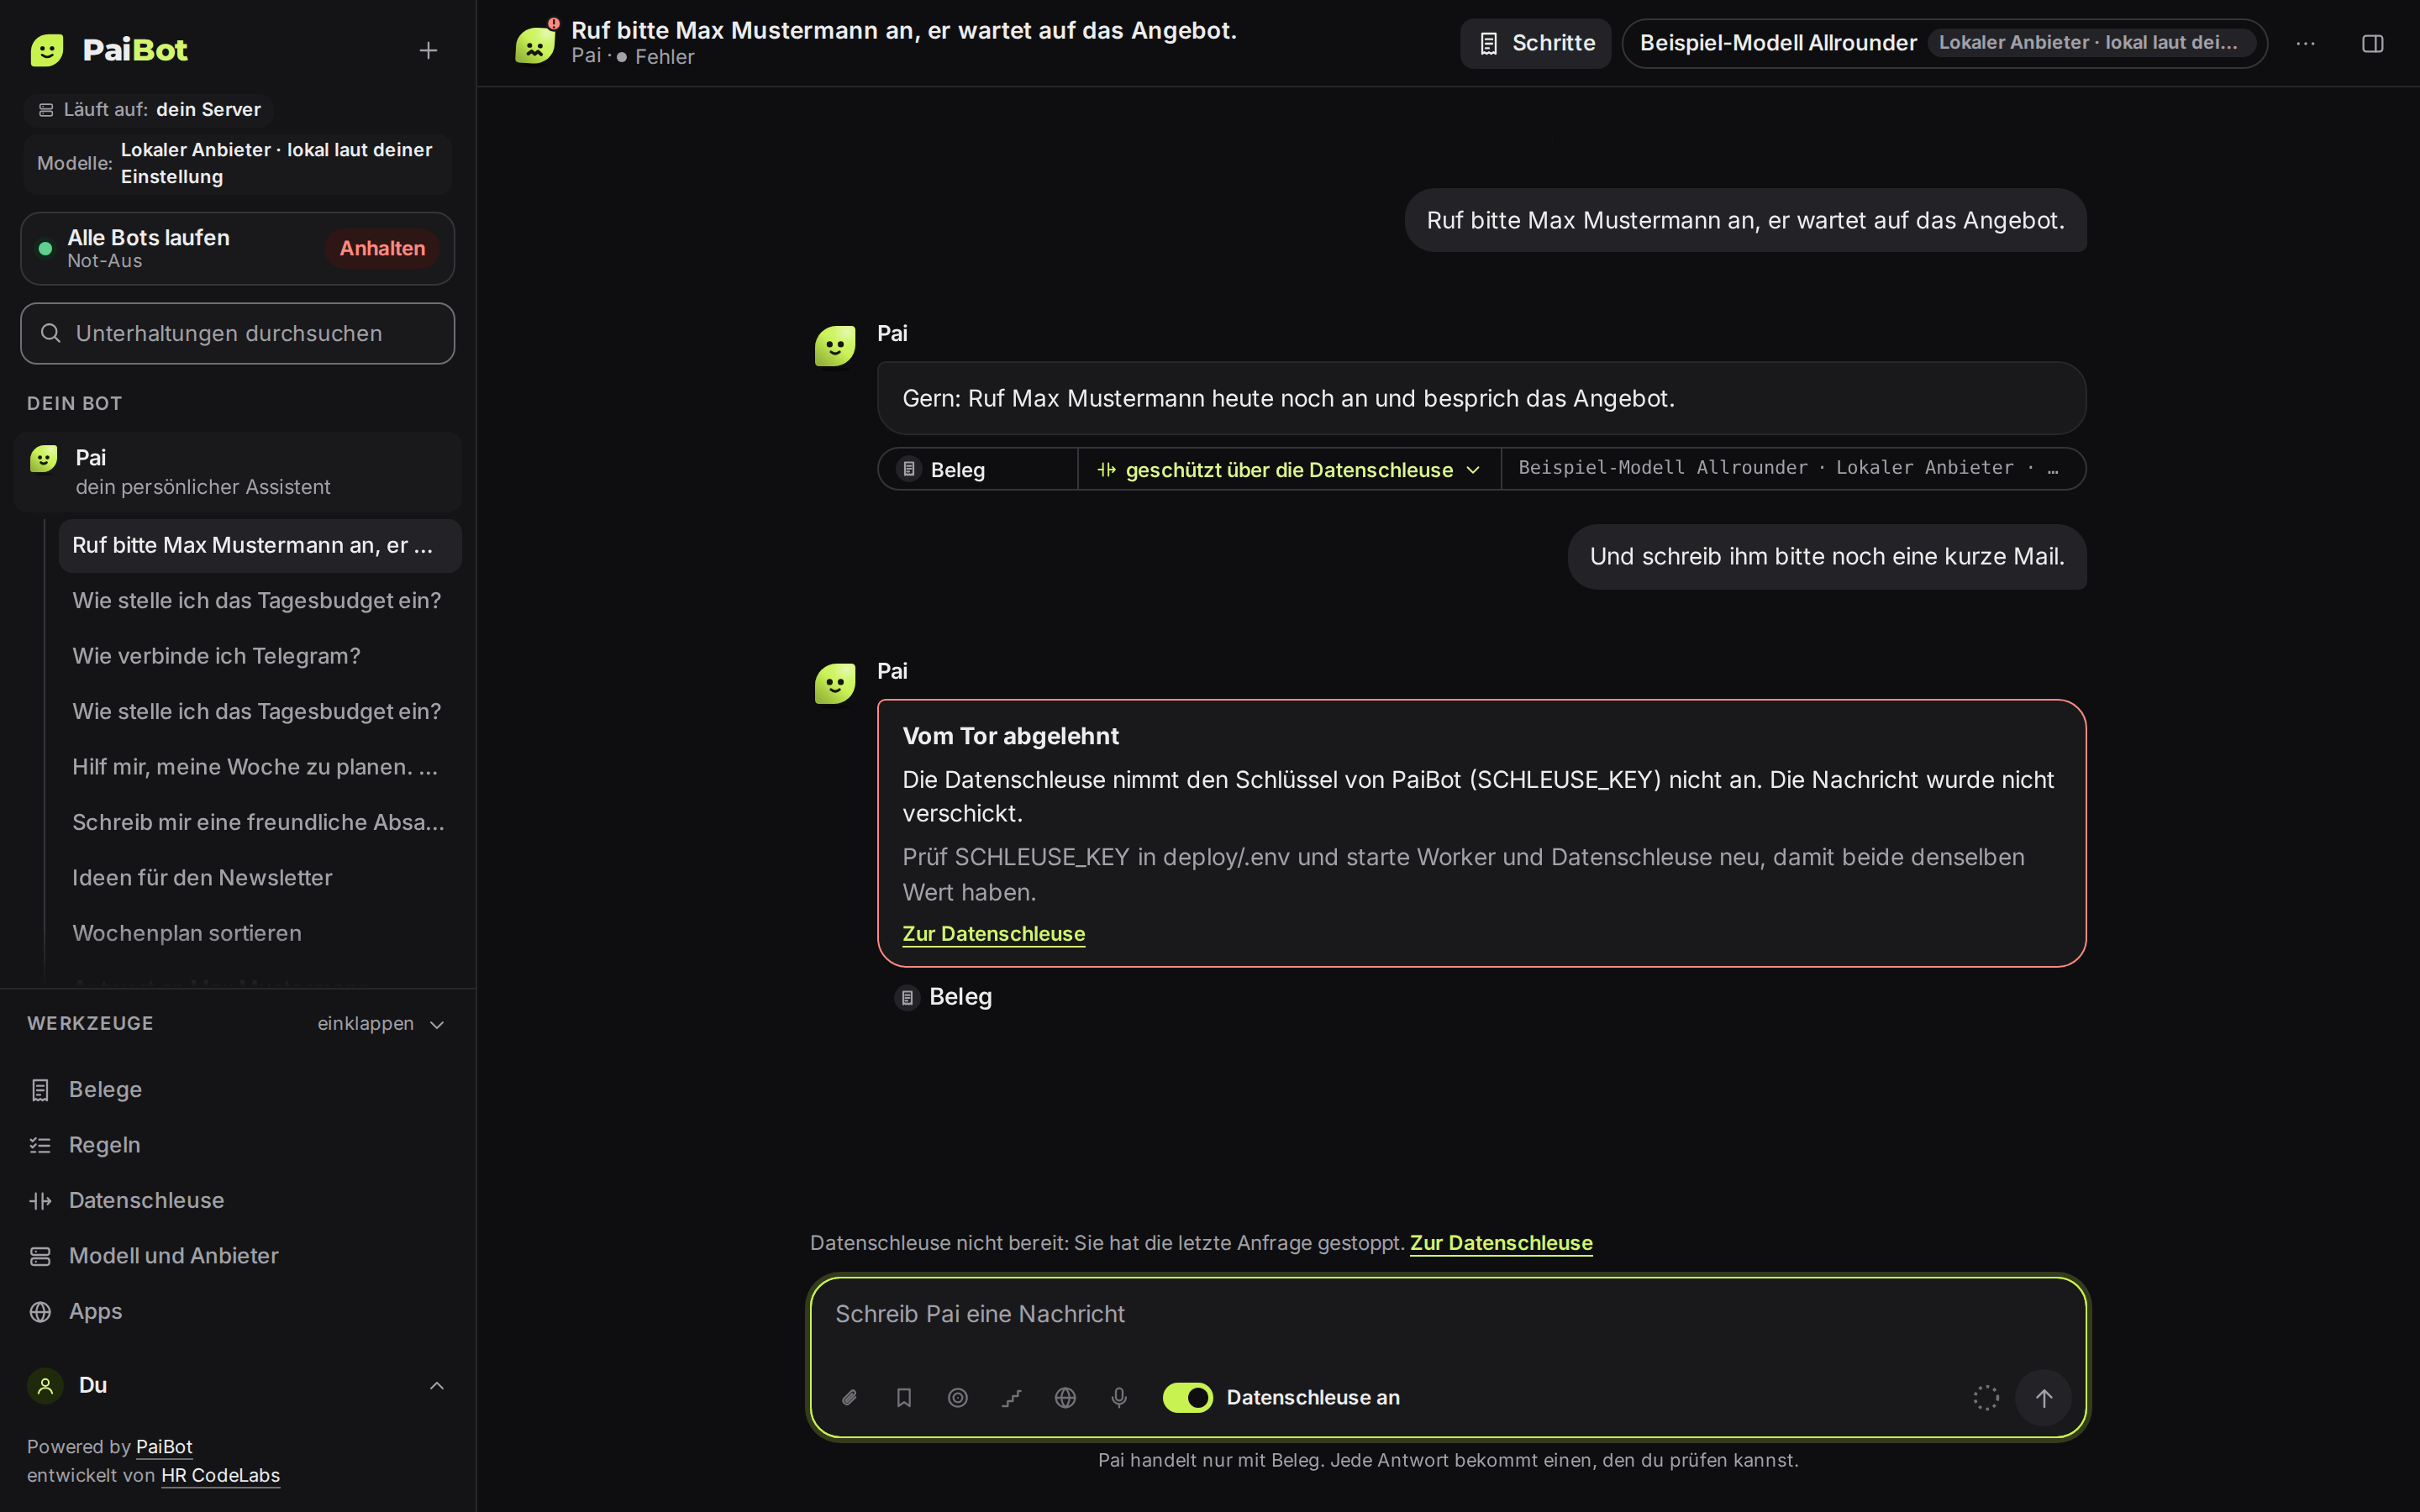 PaiBot
Läuft auf: dein Server
Modelle: Lokaler Anbieter · lokal laut deiner
Einstellung
Alle Bots laufen
Not-Aus
Anhalten
Unterhaltungen durchsuchen
DEIN BOT
Pai
dein persönlicher Assistent
Ruf bitte Max Mustermann an, er ...
Wie stelle ich das Tagesbudget ein?
Wie verbinde ich Telegram?
Wie stelle ich das Tagesbudget ein?
Hilf mir, meine Woche zu planen. ...
Schreib mir eine freundliche Absa...
Ideen für den Newsletter
Wochenplan sortieren
WERKZEUGE
einklappen
Belege
Regeln
Datenschleuse
Modell und Anbieter
Apps
Du
Powered by PaiBot
entwickelt von HR CodeLabs
Ruf bitte Max Mustermann an, er wartet auf das Angebot.
Pai · Fehler
Schritte
Beispiel-Modell Allrounder Lokaler Anbieter · lokal laut dei...
Ruf bitte Max Mustermann an, er wartet auf das Angebot.
Pai
Gern: Ruf Max Mustermann heute noch an und besprich das Angebot.
Beleg
geschützt über die Datenschleuse
Beispiel-Modell Allrounder · Lokaler Anbieter · …
Und schreib ihm bitte noch eine kurze Mail.
Pai
Vom Tor abgelehnt
Die Datenschleuse nimmt den Schlüssel von PaiBot (SCHLEUSE_KEY) nicht an. Die Nachricht wurde nicht
verschickt.
Prüf SCHLEUSE_KEY in deploy/.env und starte Worker und Datenschleuse neu, damit beide denselben
Wert haben.
Zur Datenschleuse
Beleg
Datenschleuse nicht bereit: Sie hat die letzte Anfrage gestoppt. Zur Datenschleuse
Schreib Pai eine Nachricht
Datenschleuse an
Pai handelt nur mit Beleg. Jede Antwort bekommt einen, den du prüfen kannst.